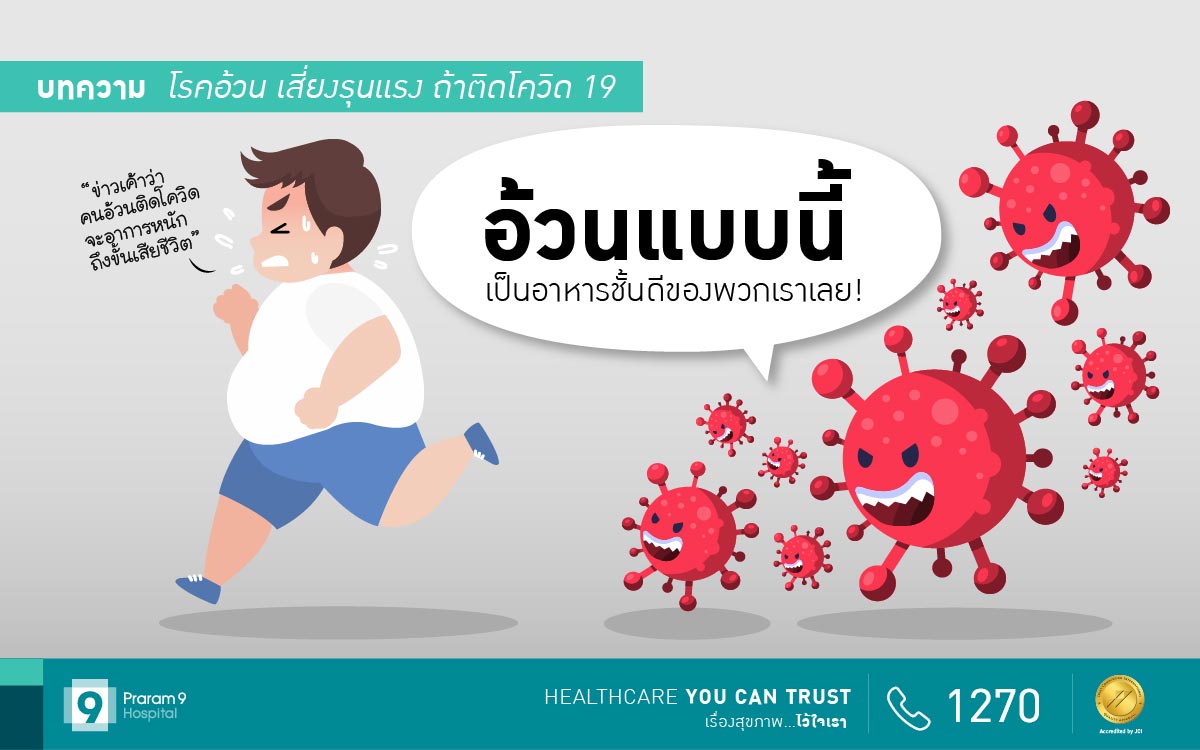 บทความ โรคอ้วน เสี่ยงรุนแรง ถ้าติดโควิด 19
“ข่าวเค้าว่า
คนอ้วนติดโควิด
จะอาการหนัก
ถึงขั้นเสียชีวิต”
อ้วนแบบนี้
เป็นอาหารชั้นดีของพวกเราเลย!
9
Praram 9
Hospital
HEALTHCARE YOU CAN TRUST
เรื่องสุขภาพ...ไว้ใจเรา
1270
Accredited by JCI